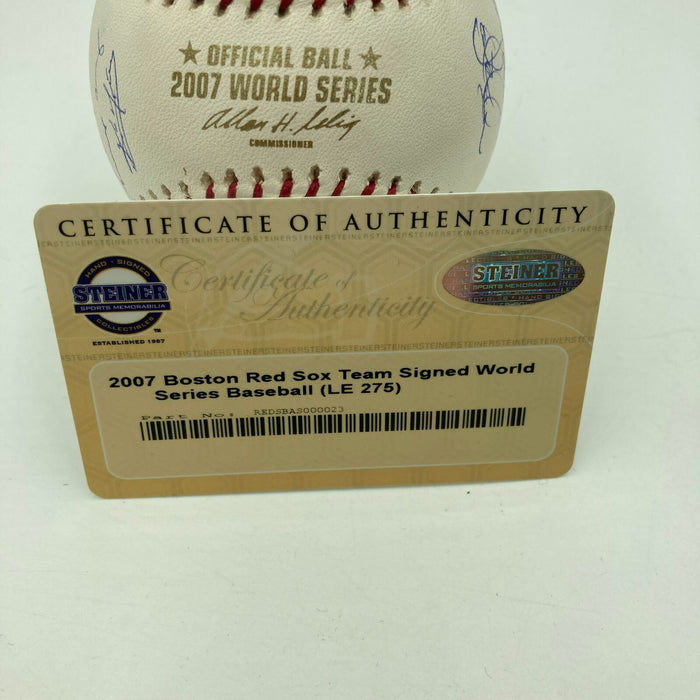 OFFICIAL BALL
2007 WORLD SERIES
Allan H. Selig
COMMISSIONER
CERTIFICATE OF AUTHENTICITY
HAND · SIGNED
STEINER
SPORTS MEMORABILIA
COLLECTIBLES
TM
ESTABLISHED 1987
Certificate of
Authenticity
STEINER
SPORTS MEMORABILIA
2007 Boston Red Sox Team Signed World
Series Baseball (LE 275)
Part No: REDSBAS000023